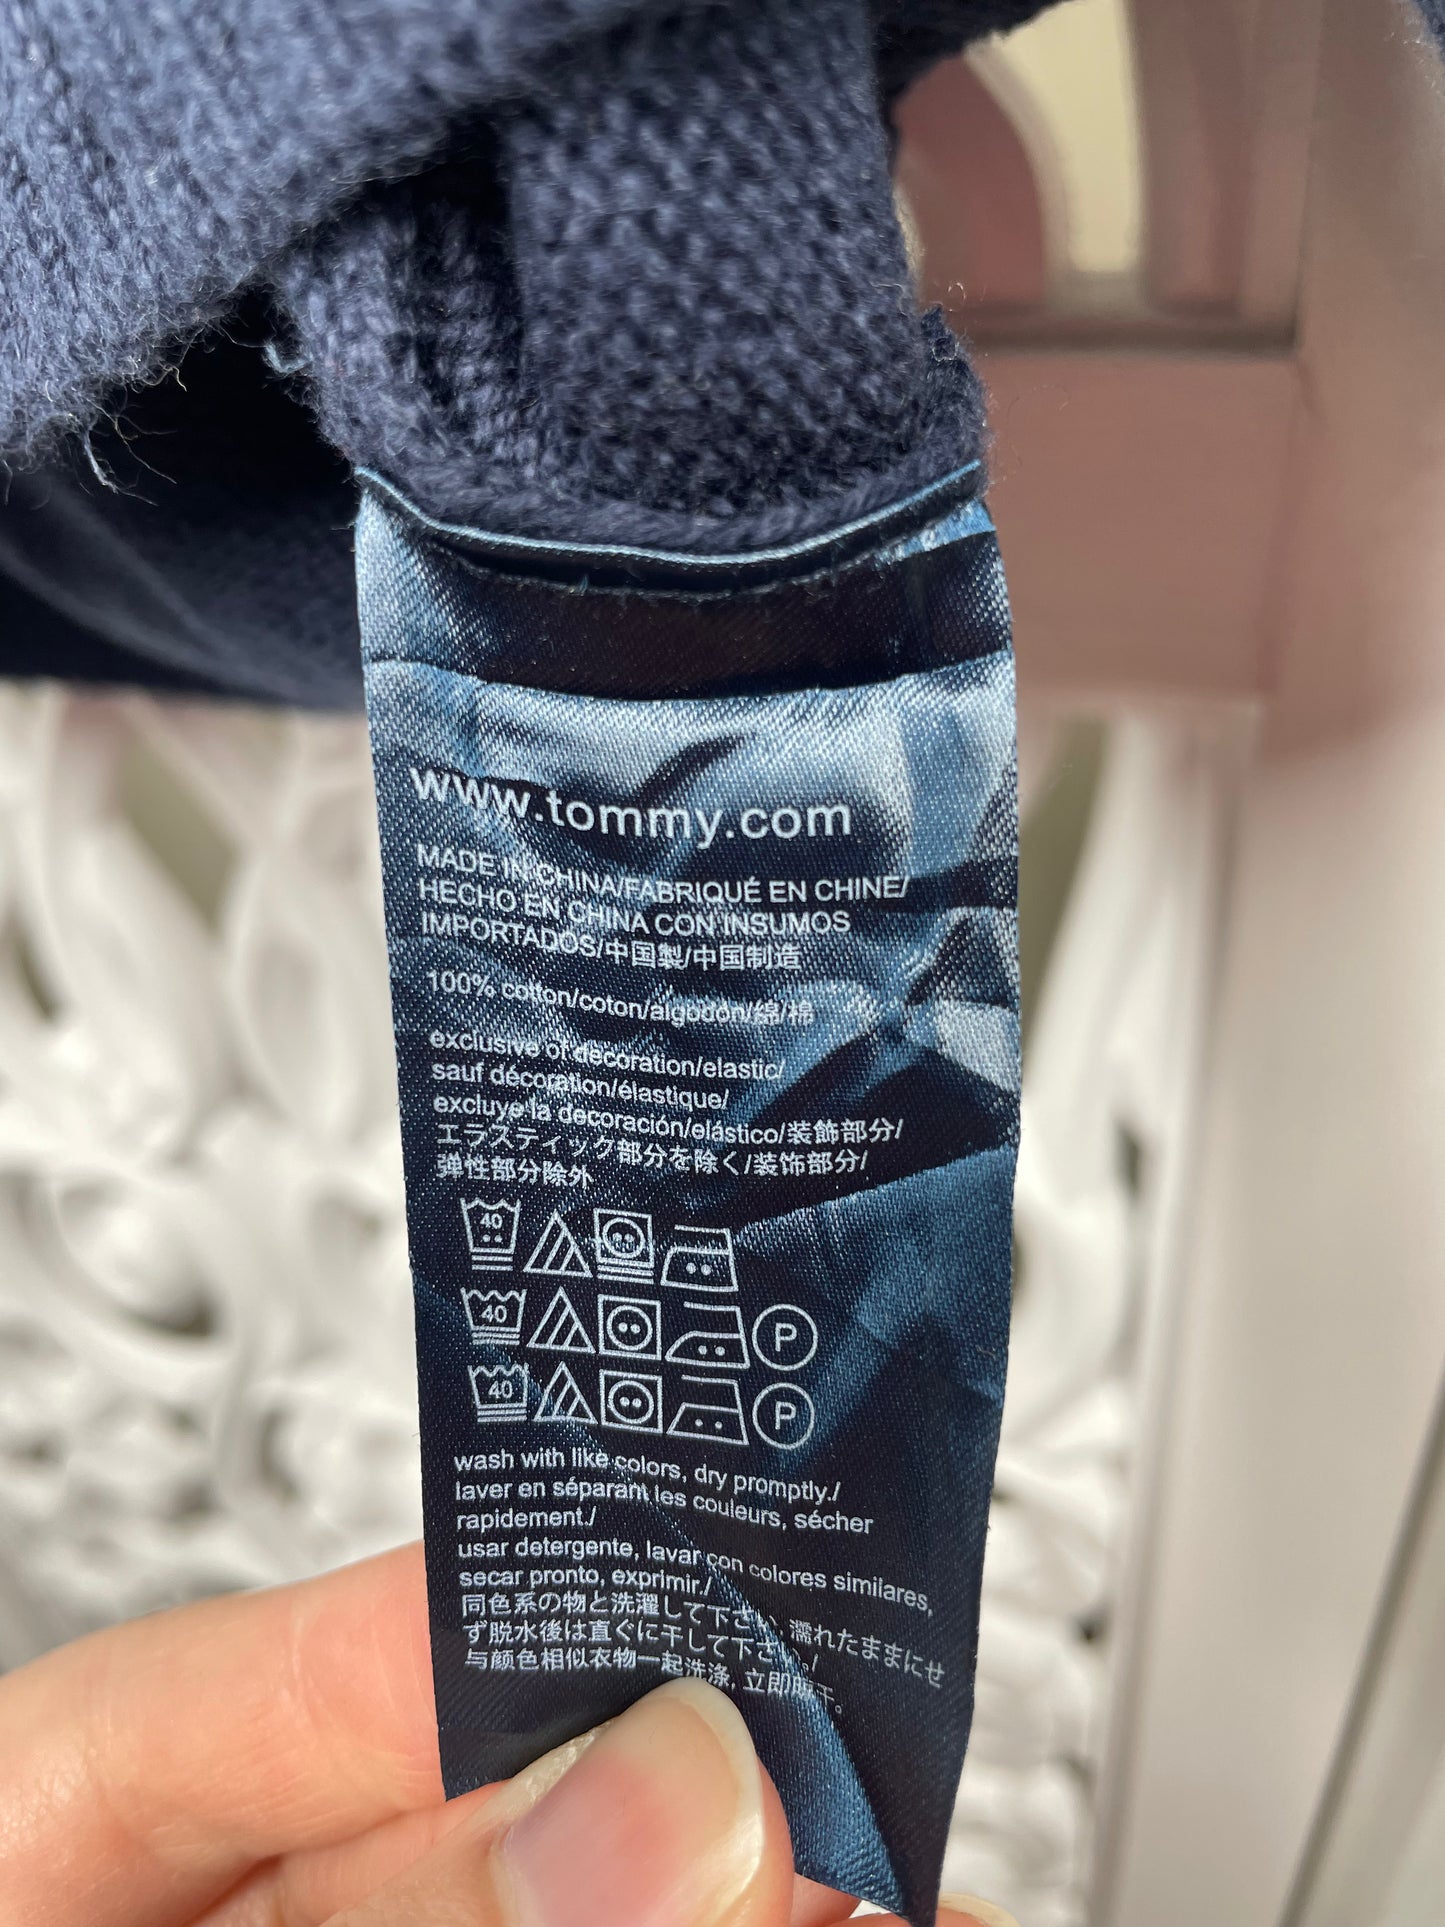 www.tommy.com
MADE IN CHINA/FABRIQUÉ EN CHINE/
HECHO EN CHINA CON INSUMOS
IMPORTADOS/中国製/中国制造
100% cotton/coton/algodón/绵/棉
exclusive of decoration/elastic/
sauf décoration/élastique/
excluye la decoración/elástico/装飾部分/
エラスティック部分を除く/装饰部分/
弹性部分除外
40
40 P
40 P
wash with like colors, dry promptly./
laver en séparant les couleurs, sécher
rapidement./
usar detergente, lavar con colores similares,
secar pronto, exprimir./
同色系の物と洗濯して下さい、濡れたままにせ
ず脱水後は直ぐに干して下さい。/
与颜色相似衣物一起洗涤, 立即晾干。